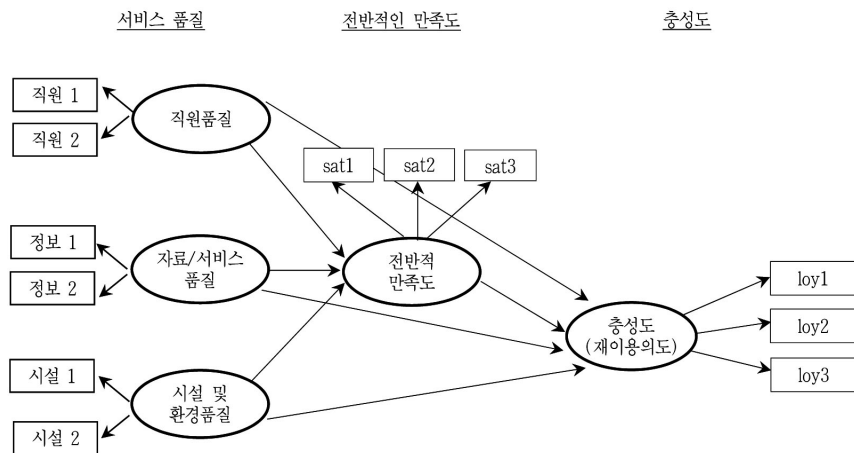 서비스 품질
전반적인 만족도
충성도
직원 1
직원 2
직원품질
sat1
sat2
sat3
정보 1
정보 2
자료/서비스
품질
전반적
만족도
충성도
(재이용의도)
loy1
loy2
loy3
시설 1
시설 2
시설 및
환경품질